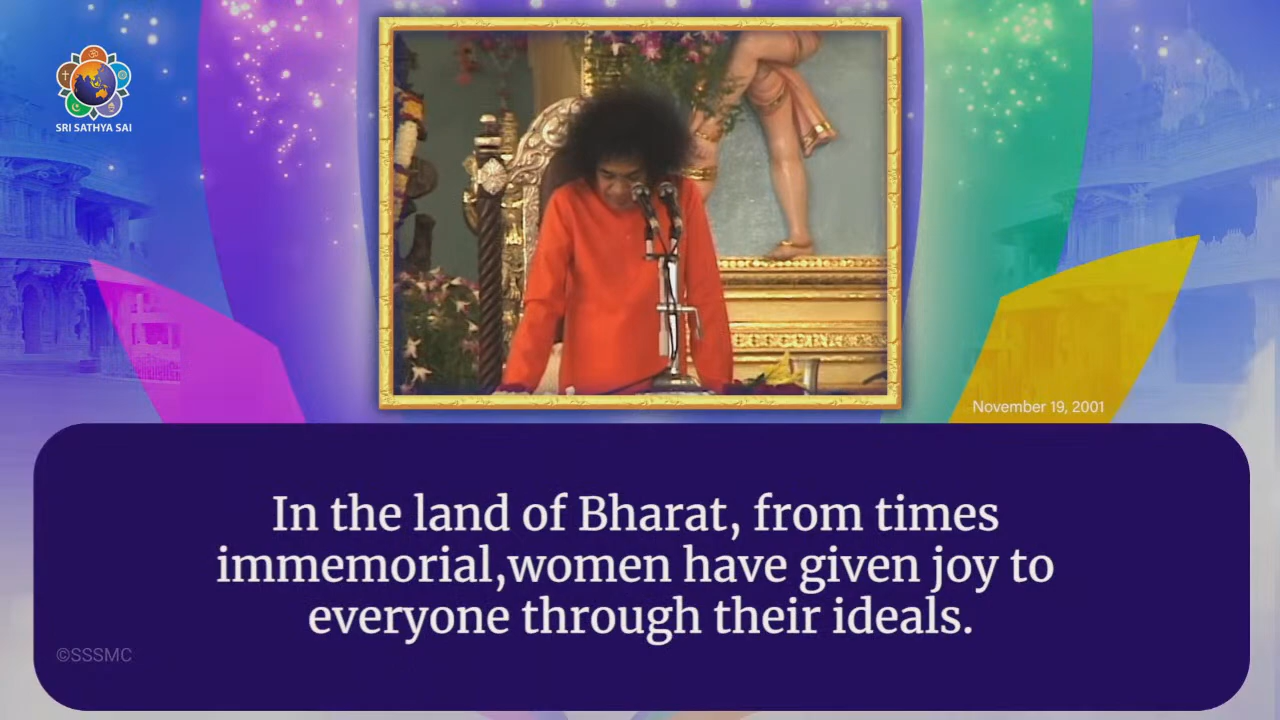 SRI SATHYA SAI
November 19, 2001
In the land of Bharat, from times
immemorial,women have given joy to
everyone through their ideals.
©SSSMC